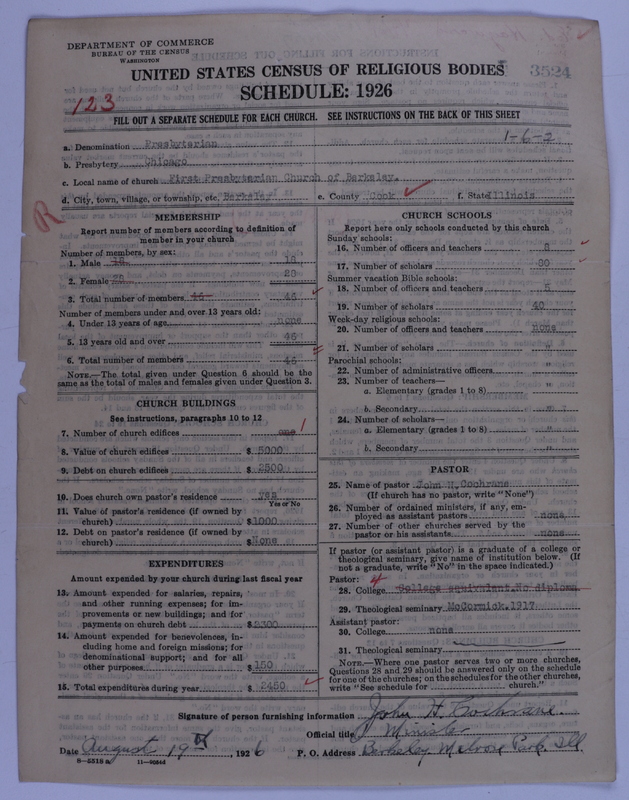 DEPARTMENT OF COMMERCE
BUREAU OF THE CENSUS
WASHINGTON
UNITED STATES CENSUS OF RELIGIOUS BODIES
3524
SCHEDULE: 1926
123
FILL OUT A SEPARATE SCHEDULE FOR EACH CHURCH. SEE INSTRUCTIONS ON THE BACK OF THIS SHEET
1-6-2
a. Denomination Presbyterian
b. Presbytery Chicago
c. Local name of church First Presbyterian Church of Berkeley.
d. City, town, village, or township, etc. Berkeley e. County Cook f. State Illinois
R
MEMBERSHIP
Report number of members according to definition of
member in your church
Number of members, by sex:
1. Male 18
2. Female 28 28
3. Total number of members 46 46
Number of members under and over 13 years old:
4. Under 13 years of age none
5. 13 years old and over 46
6. Total number of members 46
NOTE.—The total given under Question 6 should be the
same as the total of males and females given under Question 3.
CHURCH BUILDINGS
See instructions, paragraphs 10 to 12
7. Number of church edifices one 1
8. Value of church edifices $ 5000
9. Debt on church edifices $ 2500
10. Does church own pastor's residence yes
Yes or No
11. Value of pastor's residence (if owned by
church) $1000
12. Debt on pastor's residence (if owned by
church) $None
EXPENDITURES
Amount expended by your church during last fiscal year
13. Amount expended for salaries, repairs,
and other running expenses; for im-
provements or new buildings; and for
payments on church debt $2300
14. Amount expended for benevolences, in-
cluding home and foreign missions; for
denominational support; and for all
other purposes $150
15. Total expenditures during year $2450
CHURCH SCHOOLS
Report here only schools conducted by this church
Sunday schools:
16. Number of officers and teachers 8
17. Number of scholars 80
Summer vacation Bible schools:
18. Number of officers and teachers 5
19. Number of scholars 40
Week-day religious schools:
20. Number of officers and teachers none
21. Number of scholars "
Parochial schools:
22. Number of administrative officers "
23. Number of teachers—
a. Elementary (grades 1 to 8) "
b. Secondary "
24. Number of scholars—
a. Elementary (grades 1 to 8) "
b. Secondary "
PASTOR
25. Name of pastor John H. Cochrane
(If church has no pastor, write "None")
26. Number of ordained ministers, if any, em-
ployed as assistant pastors none
27. Number of other churches served by the
pastor or his assistants none
If pastor (or assistant pastor) is a graduate of a college or
theological seminary, give name of institution below. (If
not a graduate, write "No" in the space indicated.)
Pastor:
28. College College equivilant.No diploma
29. Theological seminary McCormick.1917
Assistant pastor:
30. College none
31. Theological seminary
NOTE.—Where one pastor serves two or more churches,
Questions 28 and 29 should be answered only on the schedule
for one of the churches; on the schedules for the other churches,
write "See schedule for church."
Signature of person furnishing information John H. Cochrane.
Official title Minister
Date August 19th, 1926 P. O. Address Berkeley Melrose Park. Ill.
8-5518 a 11-9064d